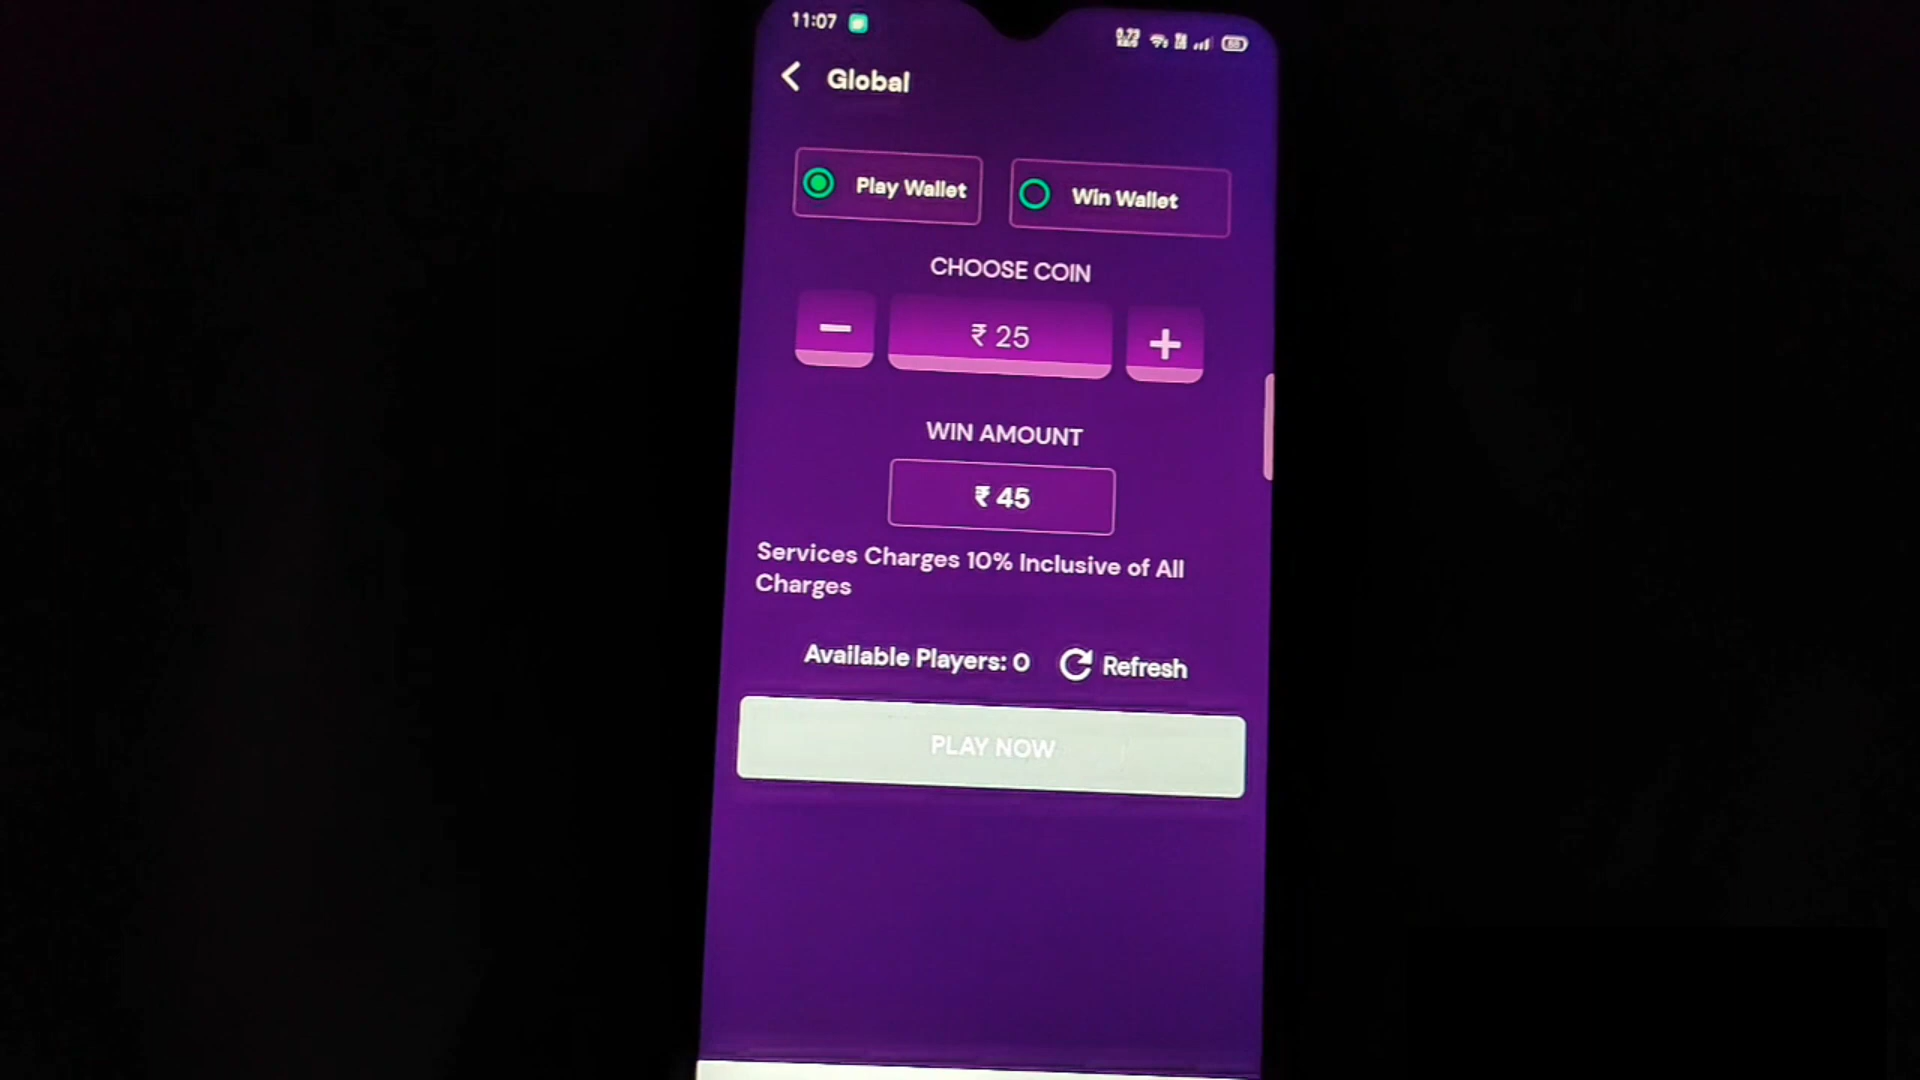 11:07
Global
Play Wallet
Win Wallet
CHOOSE COIN
₹ 25
WIN AMOUNT
₹ 45
Services Charges 10% Inclusive of All
Charges
Available Players: 0
Refresh
PLAY NOW